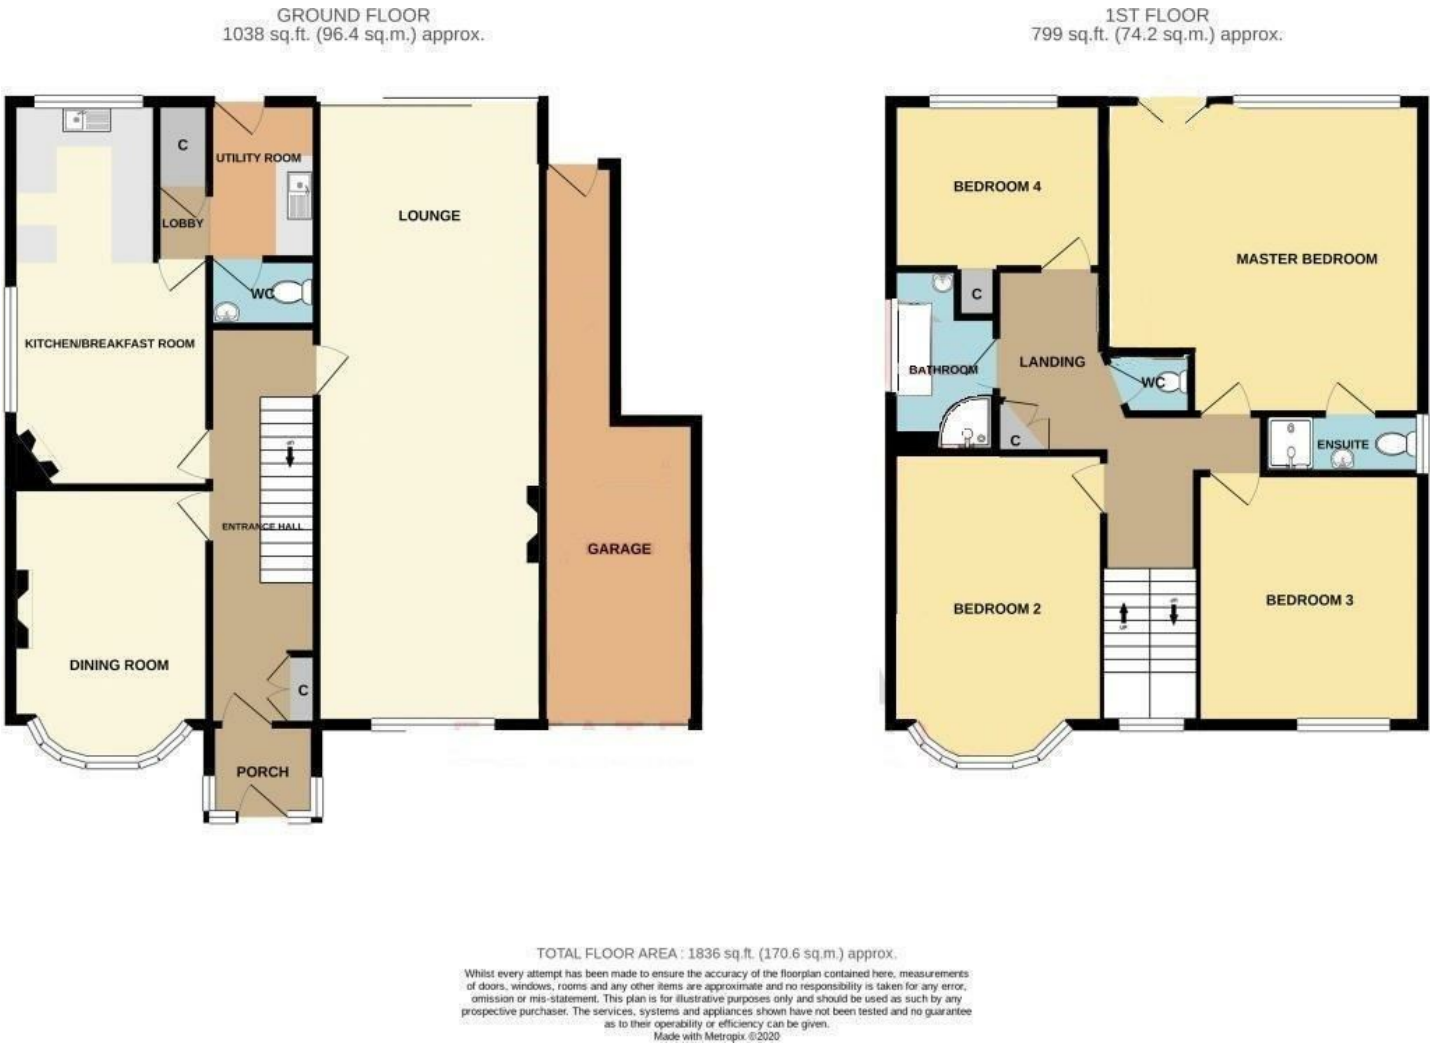 GROUND FLOOR
1038 sq.ft. (96.4 sq.m.) approx.
C
UTILITY ROOM
LOBBY
LOUNGE
WC
KITCHEN/BREAKFAST ROOM
UP
ENTRANCE HALL
GARAGE
DINING ROOM
C
PORCH
1ST FLOOR
799 sq.ft. (74.2 sq.m.) approx.
BEDROOM 4
MASTER BEDROOM
C
LANDING
BATHROOM
WC
C
ENSUITE
BEDROOM 2
BEDROOM 3
UP
UP
TOTAL FLOOR AREA : 1836 sq.ft. (170.6 sq.m.) approx.
Whilst every attempt has been made to ensure the accuracy of the floorplan contained here, measurements
of doors, windows, rooms and any other items are approximate and no responsibility is taken for any error,
omission or mis-statement. This plan is for illustrative purposes only and should be used as such by any
prospective purchaser. The services, systems and appliances shown have not been tested and no guarantee
as to their operability or efficiency can be given.
Made with Metropix ©2020